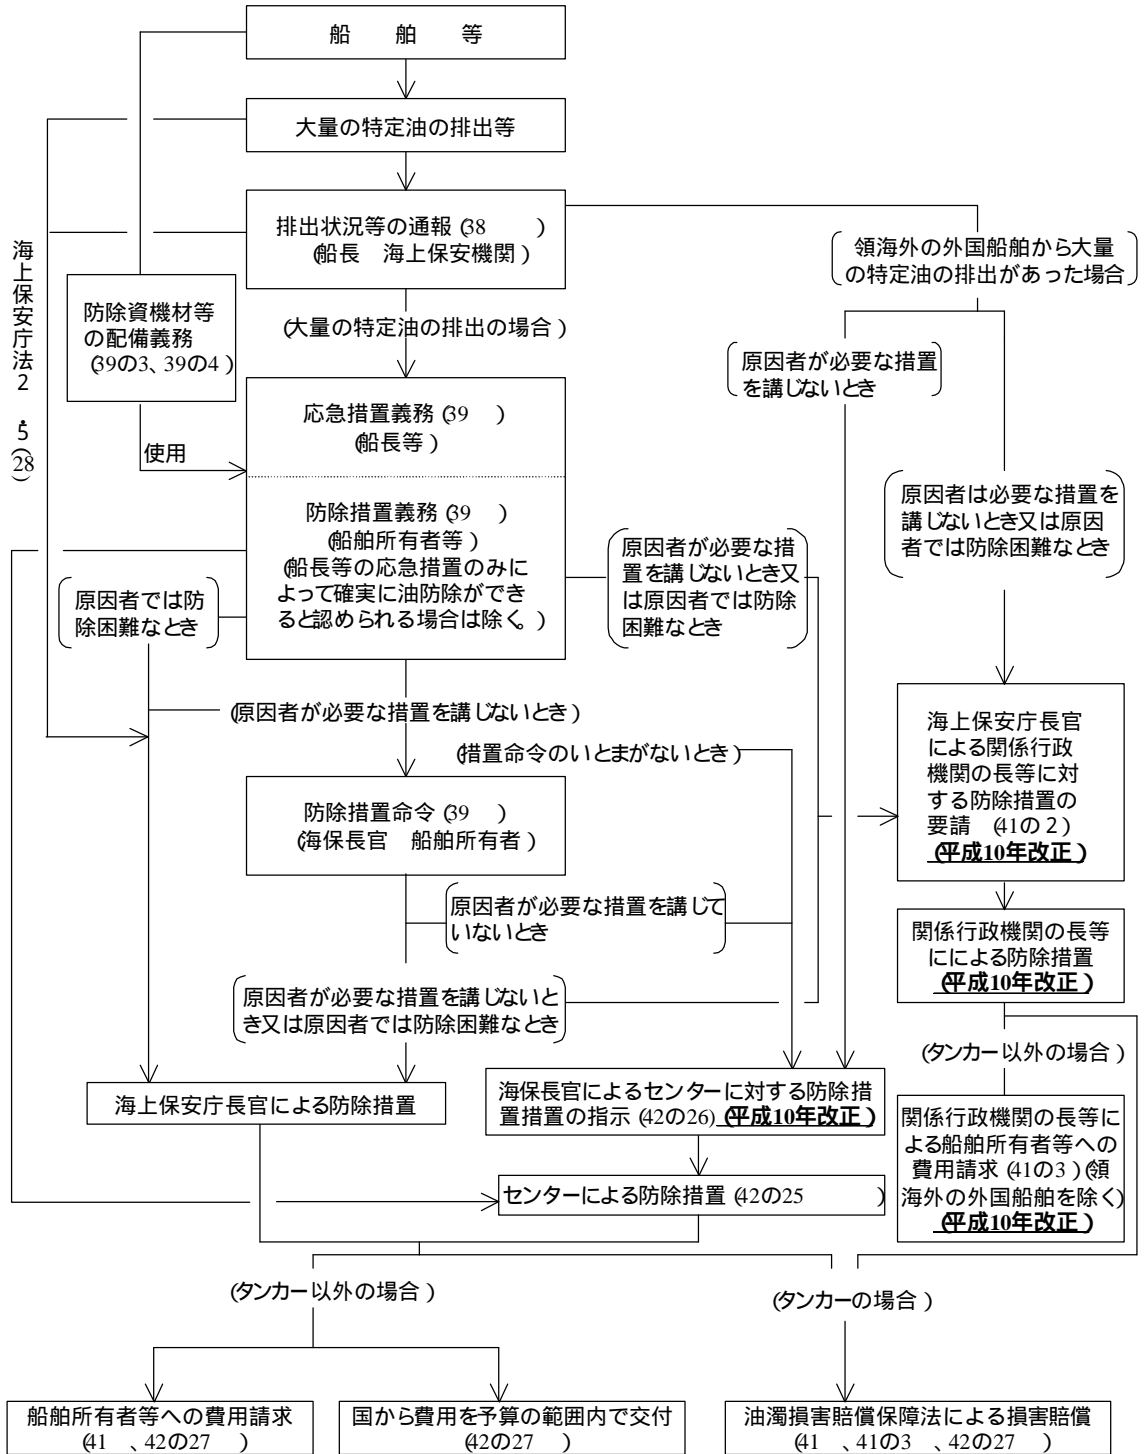 船　舶　等
大量の特定油の排出等
排出状況等の通報(38　)
(船長　海上保安機関)
領海外の外国船舶から大量
の特定油の排出があった場合
海上保安庁法2　・5(28)
防除資機材等
の配備義務
(39の3、39の4)
(大量の特定油の排出の場合)
原因者が必要な措置
を講じないとき
応急措置義務(39　)
(船長等)
使用
防除措置義務(39　)
(船舶所有者等)
(船長等の応急措置のみに
よって確実に油防除ができ
ると認められる場合は除く。)
原因者が必要な措
置を講じないとき又
は原因者では防除
困難なとき
原因者は必要な措置を
講じないとき又は原因
者では防除困難なとき
原因者では防
除困難なとき
(原因者が必要な措置を講じないとき)
(措置命令のいとまがないとき)
海上保安庁長官
による関係行政
機関の長等に対
する防除措置の
要請　(41の2)
(平成10年改正)
防除措置命令(39　)
(海保長官　船舶所有者)
原因者が必要な措置を講じて
いないとき
関係行政機関の長等
にによる防除措置
(平成10年改正)
原因者が必要な措置を講じないと
き又は原因者では防除困難なとき
(タンカー以外の場合)
海上保安庁長官による防除措置
海保長官によるセンターに対する防除措
置措置の指示(42の26)(平成10年改正)
関係行政機関の長等に
よる船舶所有者等への
費用請求(41の3)(領
海外の外国船舶を除く)
(平成10年改正)
センターによる防除措置(42の25　)
(タンカー以外の場合)
(タンカーの場合)
船舶所有者等への費用請求
(41　、42の27　)
国から費用を予算の範囲内で交付
(42の27　)
油濁損害賠償保障法による損害賠償
(41　、41の3　、42の27　)